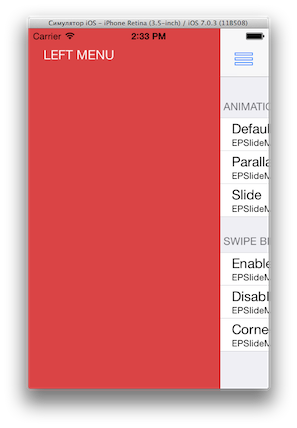 Симулятор iOS - iPhone Retina (3.5-inch) / iOS 7.0.3 (11B508)
Carrier 2:33 PM
LEFT MENU
ANIMATIO
Defaul
EPSlideM
Paralla
EPSlideM
Slide
EPSlideM
SWIPE BE
Enable
EPSlideM
Disabl
EPSlideM
Corne
EPSlideM